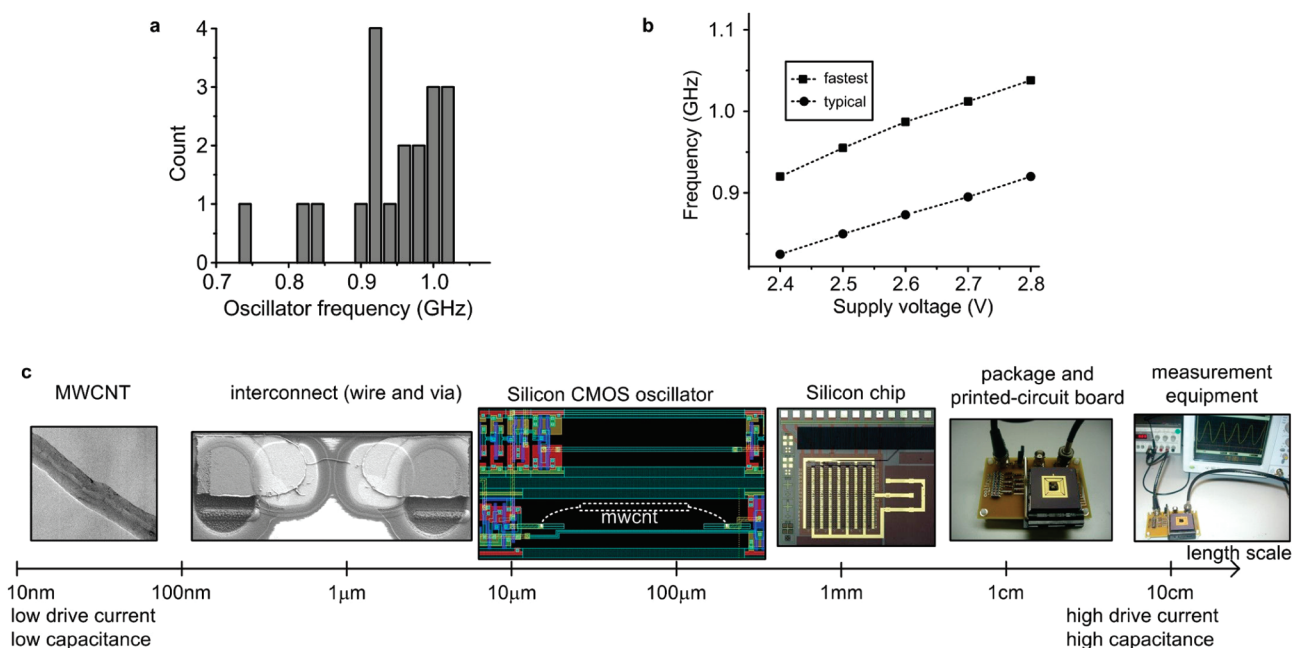 a
4
3
2
1
0
Count
0.7 0.8 0.9 1.0
Oscillator frequency (GHz)
b
1.1
1.0
0.9
Frequency (GHz)
fastest
typical
2.4 2.5 2.6 2.7 2.8
Supply voltage (V)
c
MWCNT
interconnect (wire and via)
Silicon CMOS oscillator
Silicon chip
package and
printed-circuit board
measurement
equipment
mwcnt
length scale
10nm 100nm 1μm 10μm 100μm 1mm 1cm 10cm
low drive current
low capacitance
high drive current
high capacitance